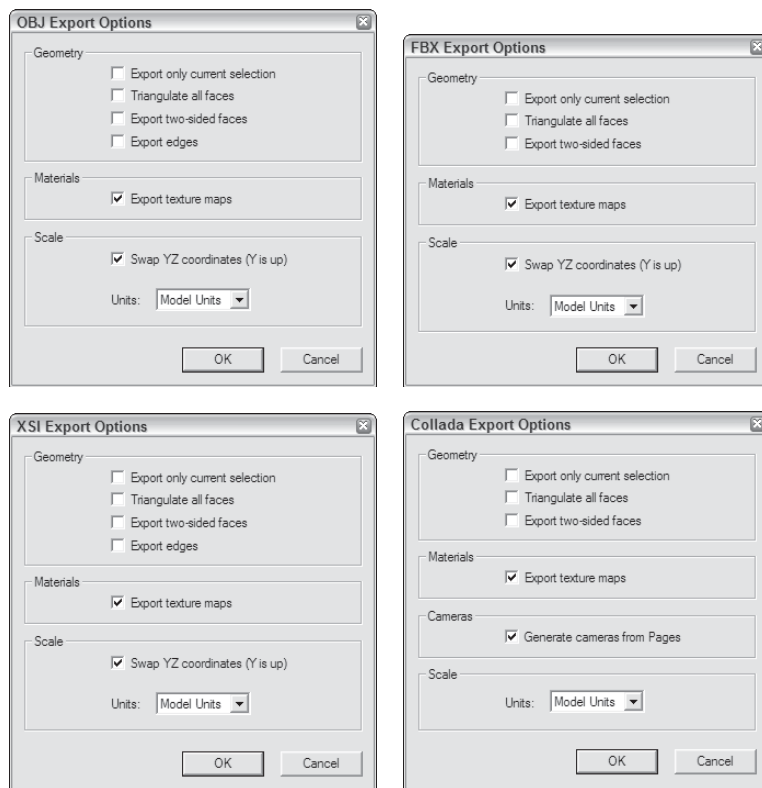 OBJ Export Options
Geometry
Export only current selection
Triangulate all faces
Export two-sided faces
Export edges
Materials
Export texture maps
Scale
Swap YZ coordinates (Y is up)
Units: Model Units
OK Cancel
FBX Export Options
Geometry
Export only current selection
Triangulate all faces
Export two-sided faces
Materials
Export texture maps
Scale
Swap YZ coordinates (Y is up)
Units: Model Units
OK Cancel
XSI Export Options
Geometry
Export only current selection
Triangulate all faces
Export two-sided faces
Export edges
Materials
Export texture maps
Scale
Swap YZ coordinates (Y is up)
Units: Model Units
OK Cancel
Collada Export Options
Geometry
Export only current selection
Triangulate all faces
Export two-sided faces
Materials
Export texture maps
Cameras
Generate cameras from Pages
Scale
Units: Model Units
OK Cancel